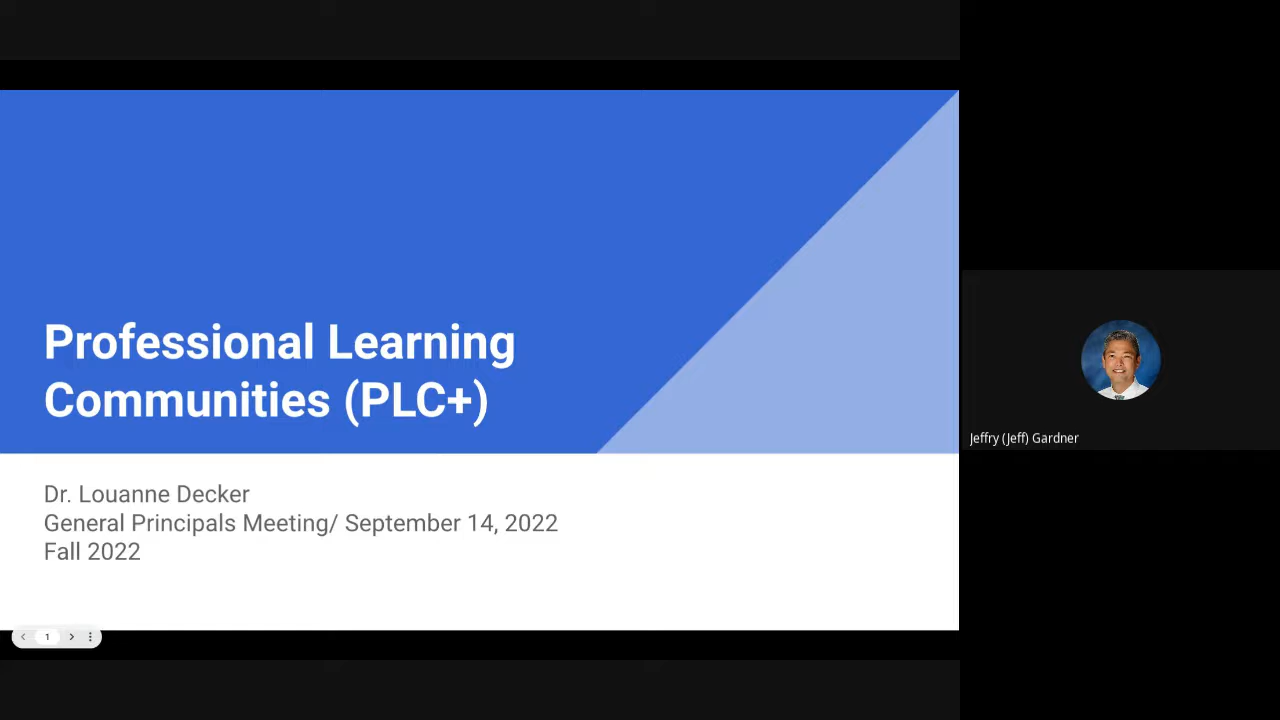 Professional Learning
Communities (PLC+)
Dr. Louanne Decker
General Principals Meeting/ September 14, 2022
Fall 2022
1
Jeffry (Jeff) Gardner